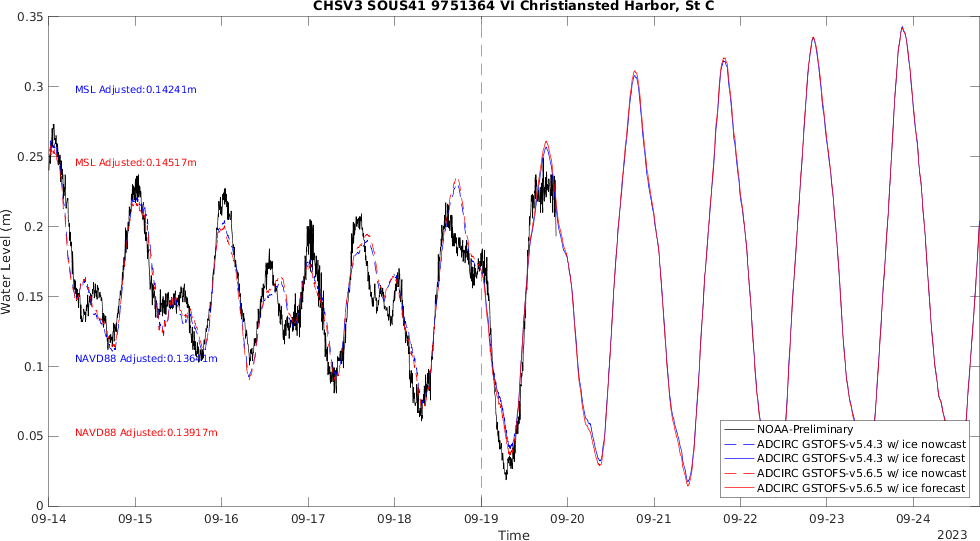 CHSV3 SOUS41 9751364 VI Christiansted Harbor, St C
0.35
0.3
0.25
0.2
0.15
0.1
0.05
0
Water Level (m)
MSL Adjusted:0.14241m
MSL Adjusted:0.14517m
NAVD88 Adjusted:
NAVD88 Adjusted:0.13917m
NOAA-Preliminary
ADCIRC GSTOFS-v5.4.3 w/ ice nowcast
ADCIRC GSTOFS-v5.4.3 w/ ice forecast
ADCIRC GSTOFS-v5.6.5 w/ ice nowcast
ADCIRC GSTOFS-v5.6.5 w/ ice forecast
09-14 09-15 09-16 09-17 09-18 09-19 09-20 09-21 09-22 09-23 09-24
Time
2023